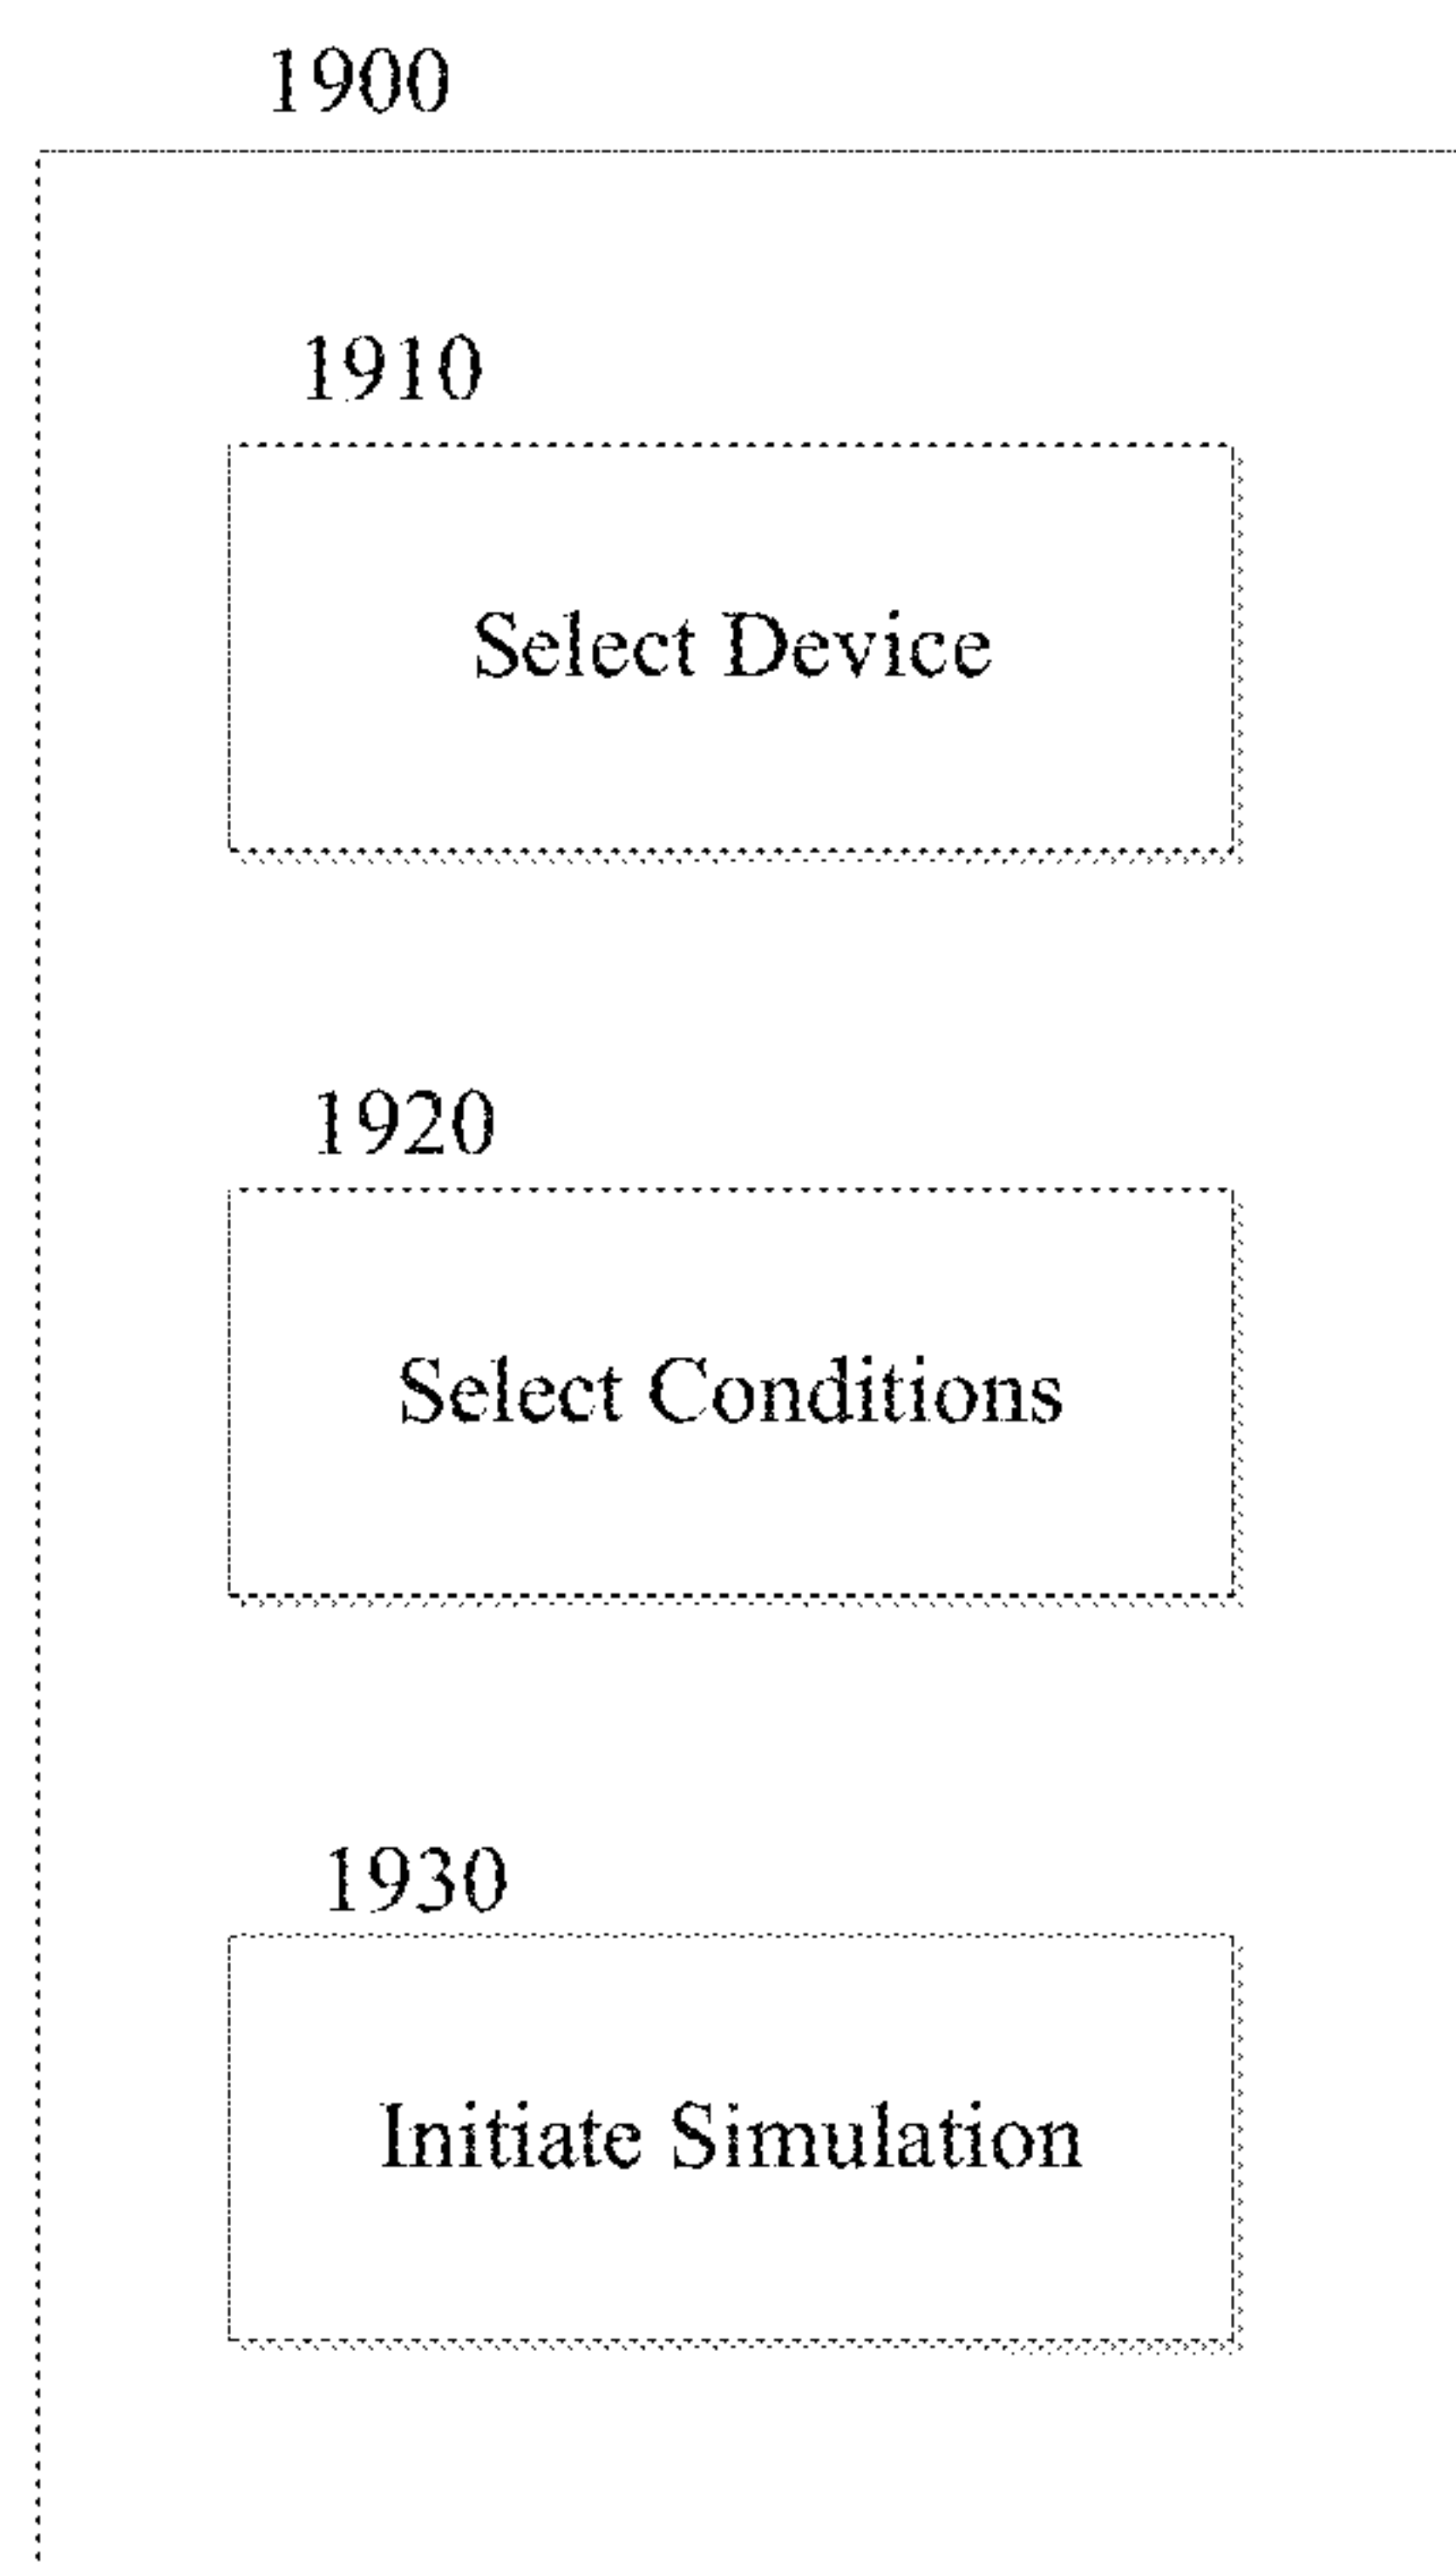 1900
1910
Select Device
1920
Select Conditions
1930
Initiate Simulation